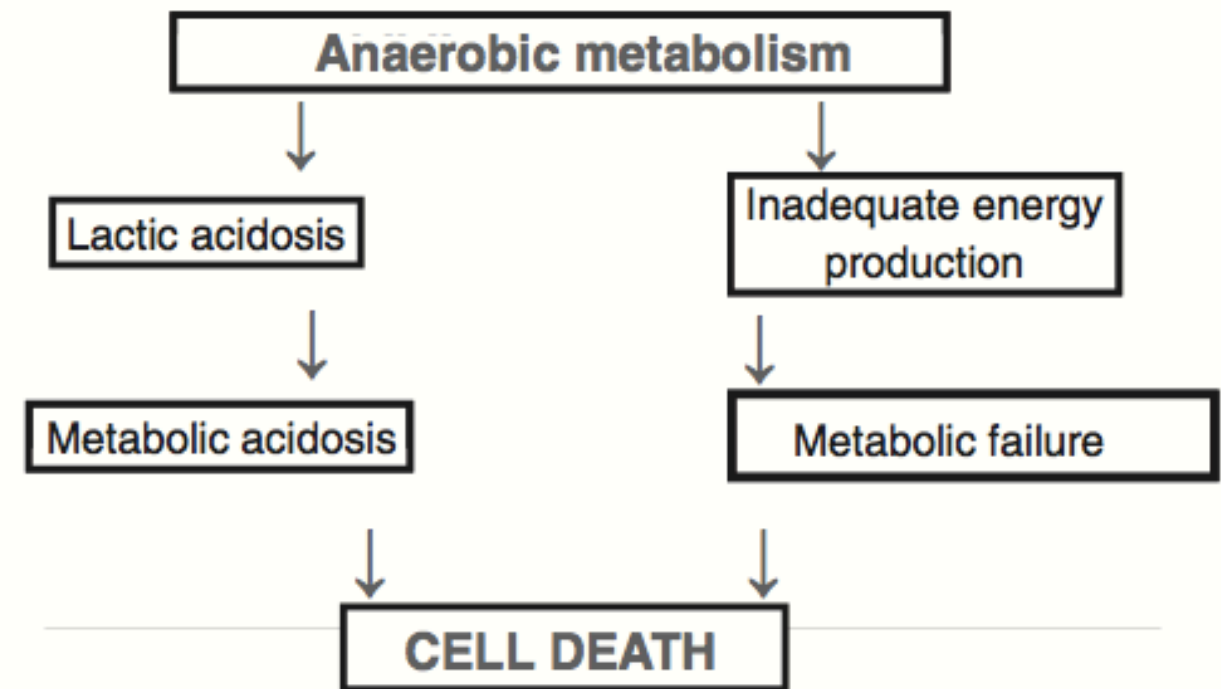 Anaerobic metabolism
Lactic acidosis
Inadequate energy
production
Metabolic acidosis
Metabolic failure
CELL DEATH